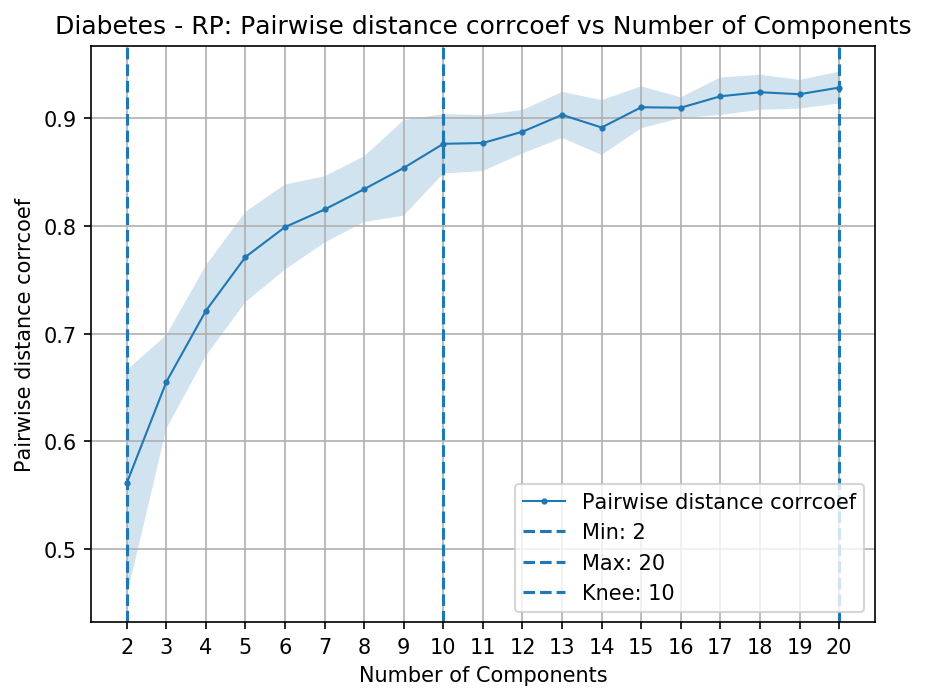 Diabetes - RP: Pairwise distance corrcoef vs Number of Components
Pairwise distance corrcoef
0.9
0.8
0.7
0.6
0.5
Pairwise distance corrcoef
Min: 2
Max: 20
Knee: 10
2 3 4 5 6 7 8 9 10 11 12 13 14 15 16 17 18 19 20
Number of Components